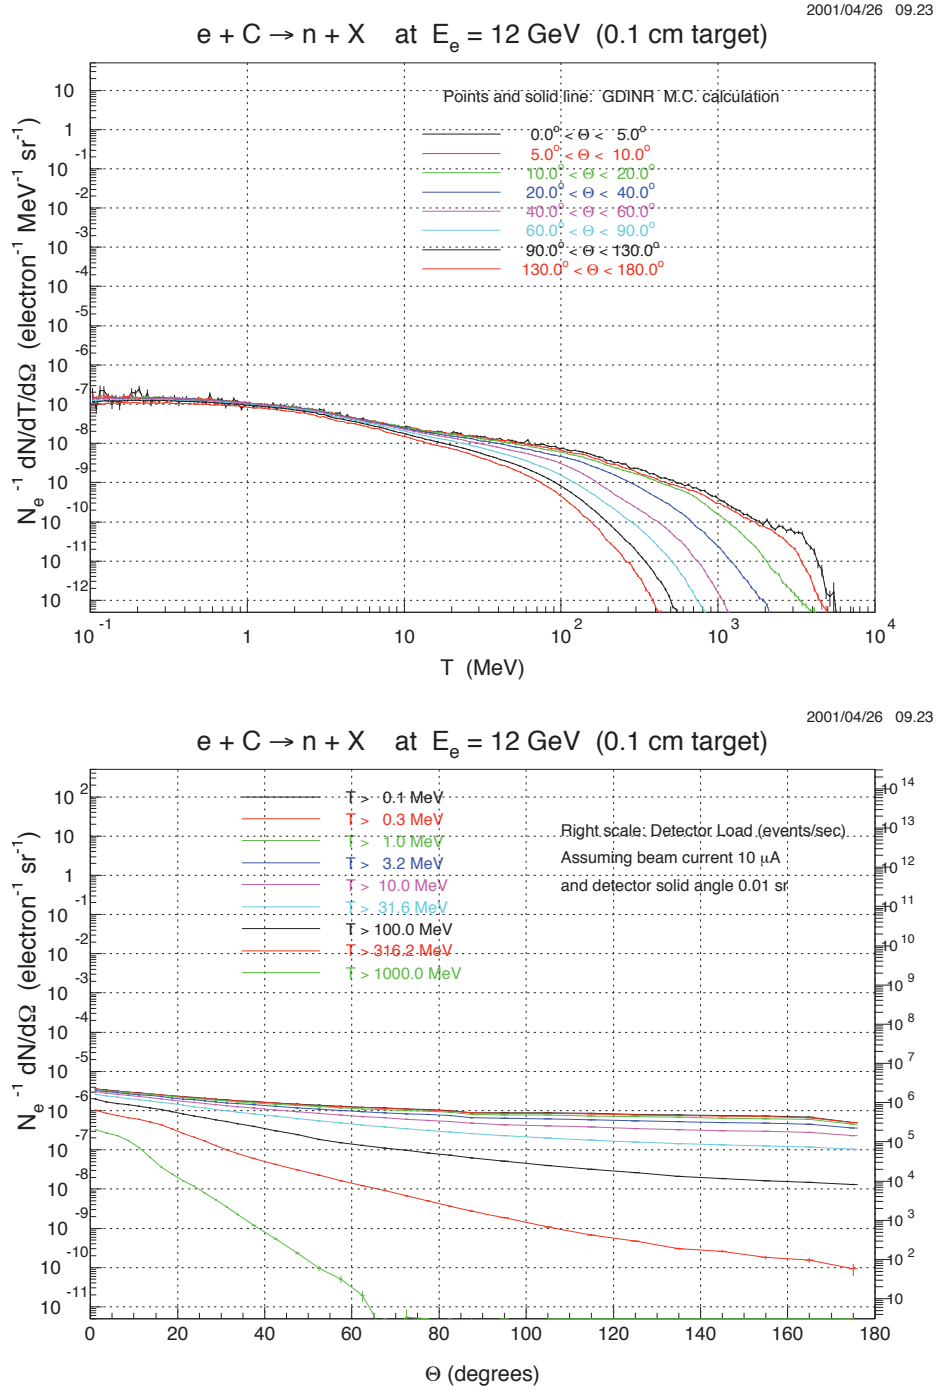 2001/04/26 09.23
e + C → n + X at E_e = 12 GeV (0.1 cm target)
Points and solid line: GDINR M.C. calculation
0.0° < Θ < 5.0°
5.0° < Θ < 10.0°
10.0° < Θ < 20.0°
20.0° < Θ < 40.0°
40.0° < Θ < 60.0°
60.0° < Θ < 90.0°
90.0° < Θ < 130.0°
130.0° < Θ < 180.0°
N_e^-1 dN/dT/dΩ (electron^-1 MeV^-1 sr^-1)
10
1
10^-1
10^-2
10^-3
10^-4
10^-5
10^-6
10^-7
10^-8
10^-9
10^-10
10^-11
10^-12
10^-1 1 10 10^2 10^3 10^4
T (MeV)
2001/04/26 09.23
e + C → n + X at E_e = 12 GeV (0.1 cm target)
T > 0.1 MeV
T > 0.3 MeV
T > 1.0 MeV
T > 3.2 MeV
T > 10.0 MeV
T > 31.6 MeV
T > 100.0 MeV
T > 316.2 MeV
T > 1000.0 MeV
Right scale: Detector Load (events/sec)
Assuming beam current 10 μA
and detector solid angle 0.01 sr
N_e^-1 dN/dΩ (electron^-1 sr^-1)
10^2
10
1
10^-1
10^-2
10^-3
10^-4
10^-5
10^-6
10^-7
10^-8
10^-9
10^-10
10^-11
10^14
10^13
10^12
10^11
10^10
10^9
10^8
10^7
10^6
10^5
10^4
10^3
10^2
10
0 20 40 60 80 100 120 140 160 180
Θ (degrees)